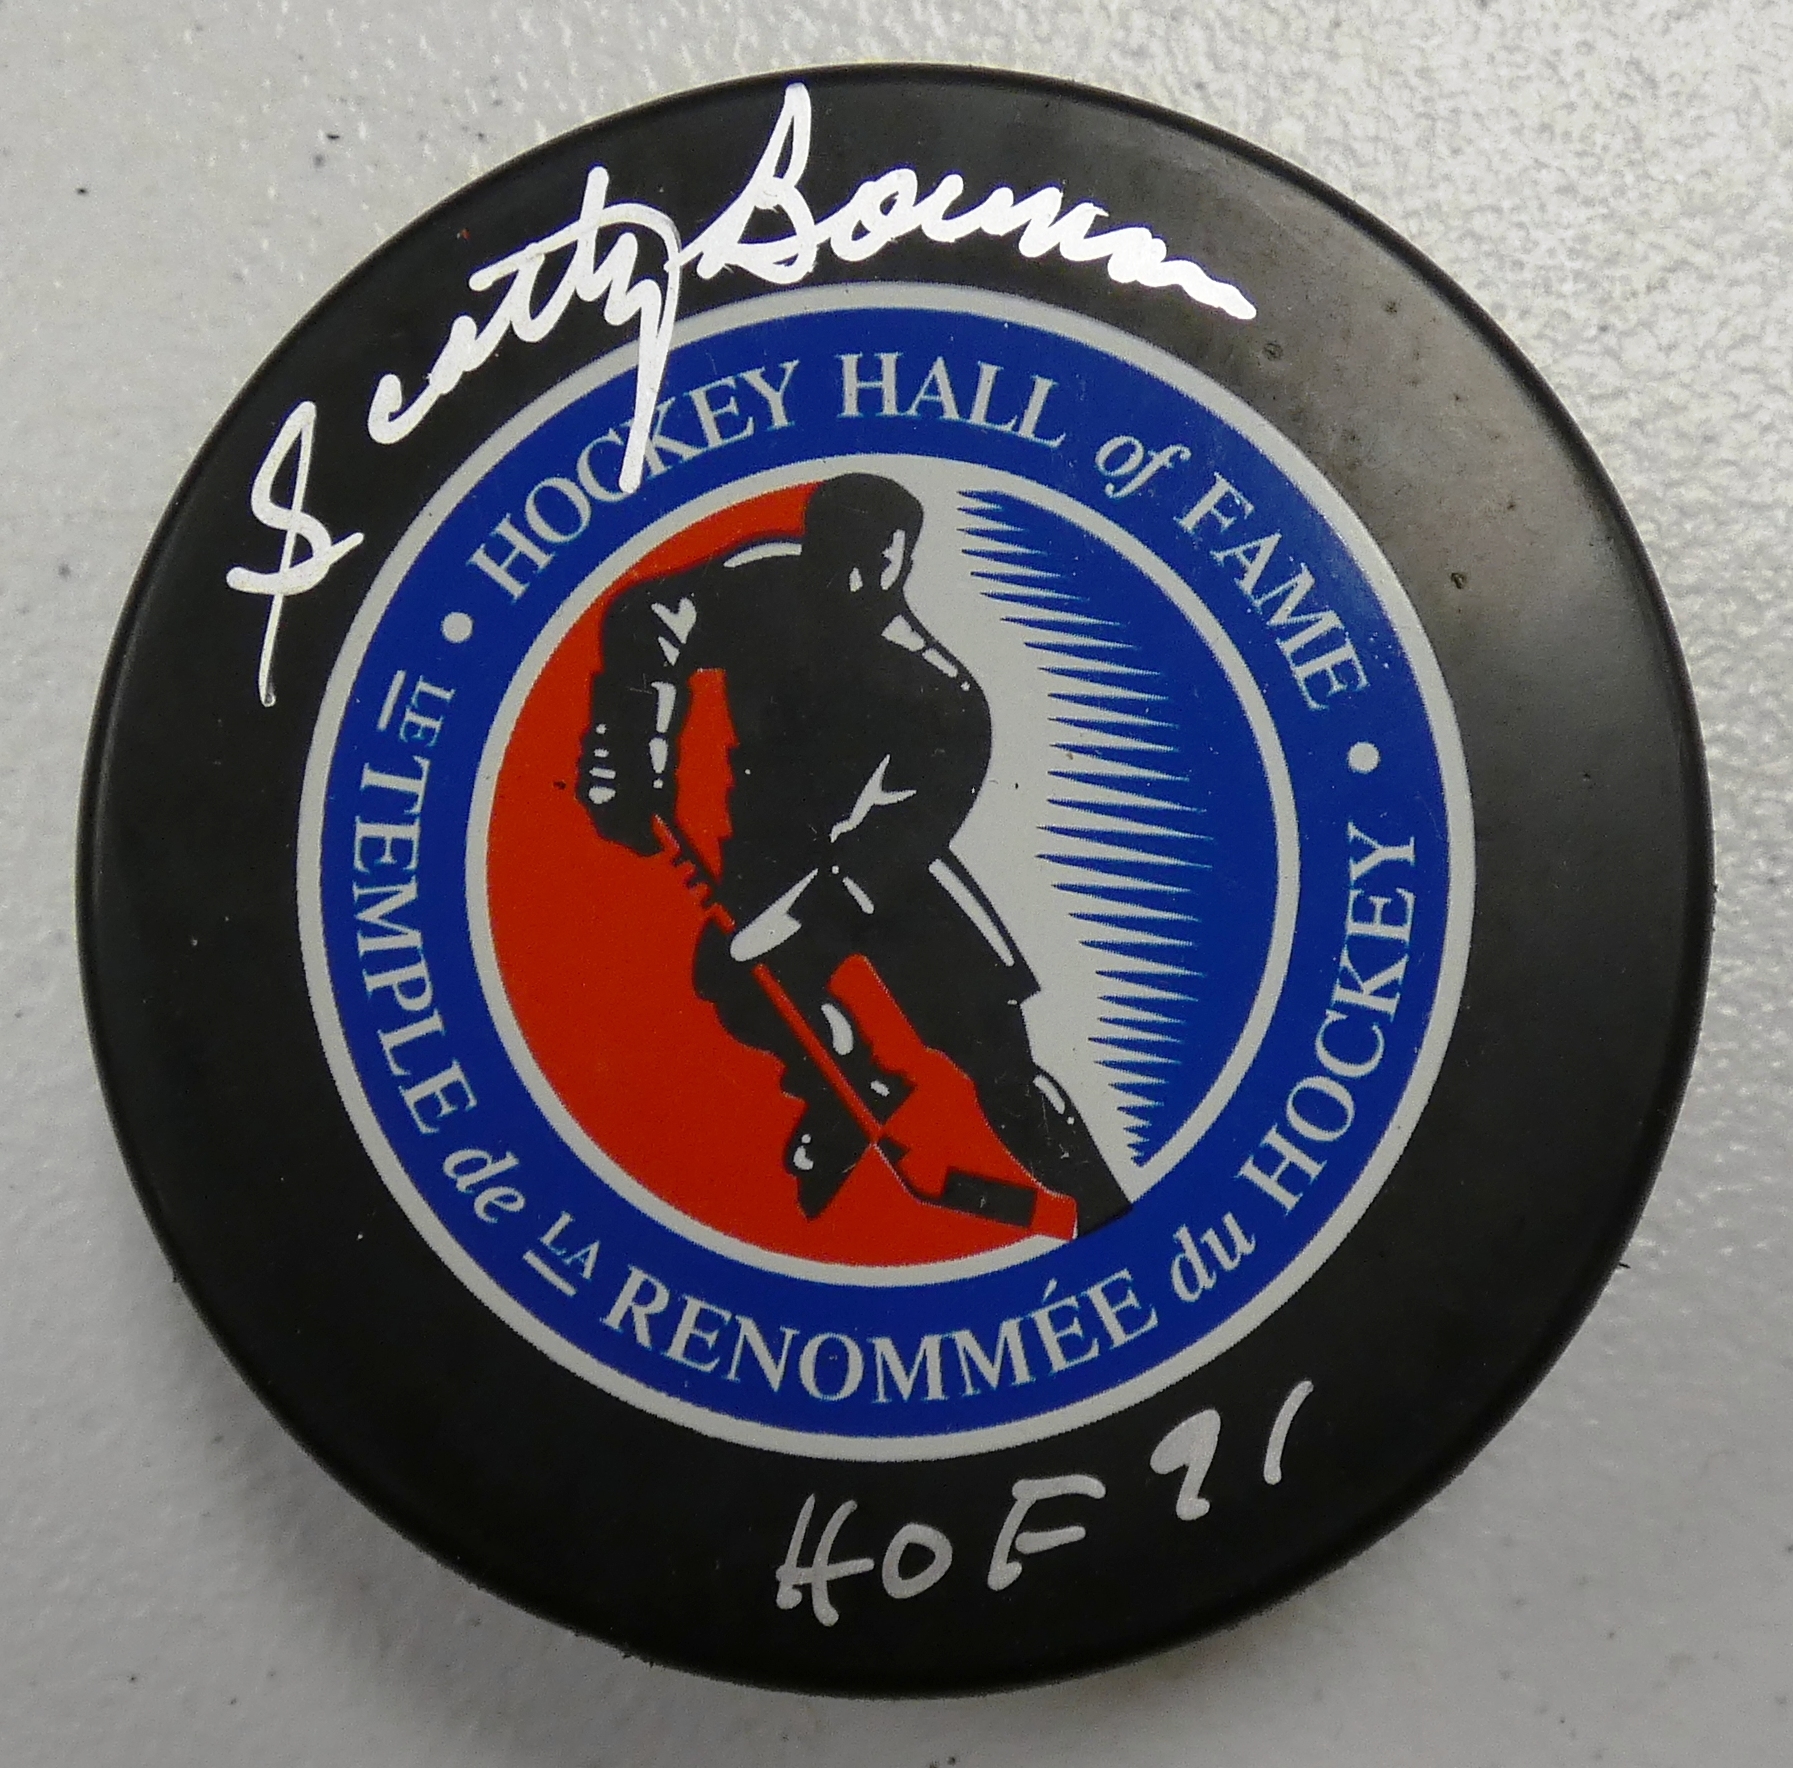 Scotty Bowman
HOCKEY HALL of FAME
• LE TEMPLE de LA RENOMMÉE du HOCKEY •
HOF 91